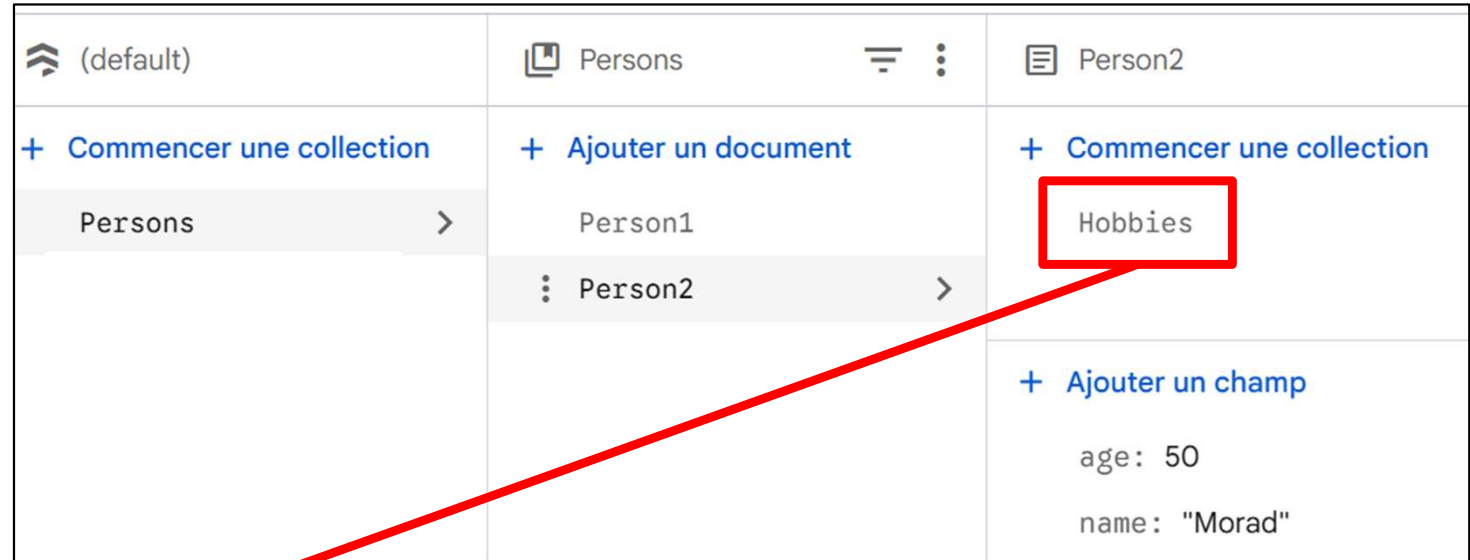 (default)
Persons
Person2
+ Commencer une collection
+ Ajouter un document
+ Commencer une collection
Persons
Person1
Hobbies
Person2
+ Ajouter un champ
age: 50
name: "Morad"